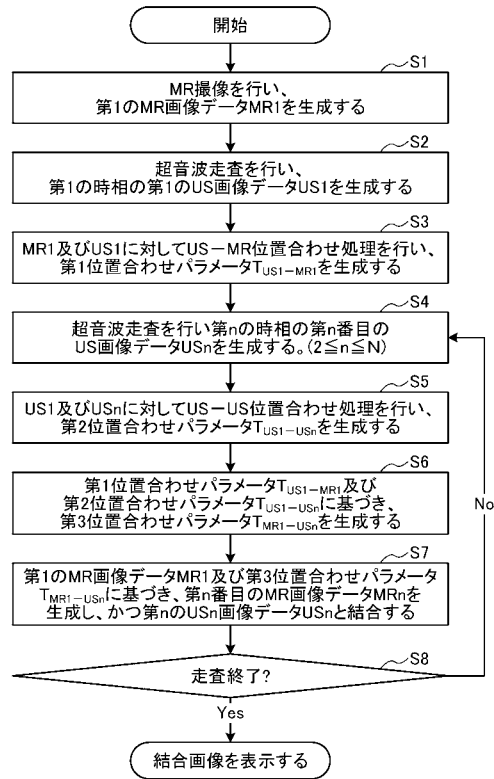 開始
S1
MR撮像を行い、
第1のMR画像データMR1を生成する
S2
超音波走査を行い、
第1の時相の第1のUS画像データUS1を生成する
S3
MR1及びUS1に対してUS-MR位置合わせ処理を行い、
第1位置合わせパラメータTUS1-MR1を生成する
S4
超音波走査を行い第nの時相の第n番目の
US画像データUSnを生成する。(2≦n≦N)
S5
US1及びUSnに対してUS-US位置合わせ処理を行い、
第2位置合わせパラメータTUS1-USnを生成する
S6
第1位置合わせパラメータTUS1-MR1及び
第2位置合わせパラメータTUS1-USnに基づき、
第3位置合わせパラメータTMR1-USnを生成する
No
S7
第1のMR画像データMR1及び第3位置合わせパラメータ
TMR1-USnに基づき、第n番目のMR画像データMRnを
生成し、かつ第nのUSn画像データUSnと結合する
S8
走査終了?
Yes
結合画像を表示する